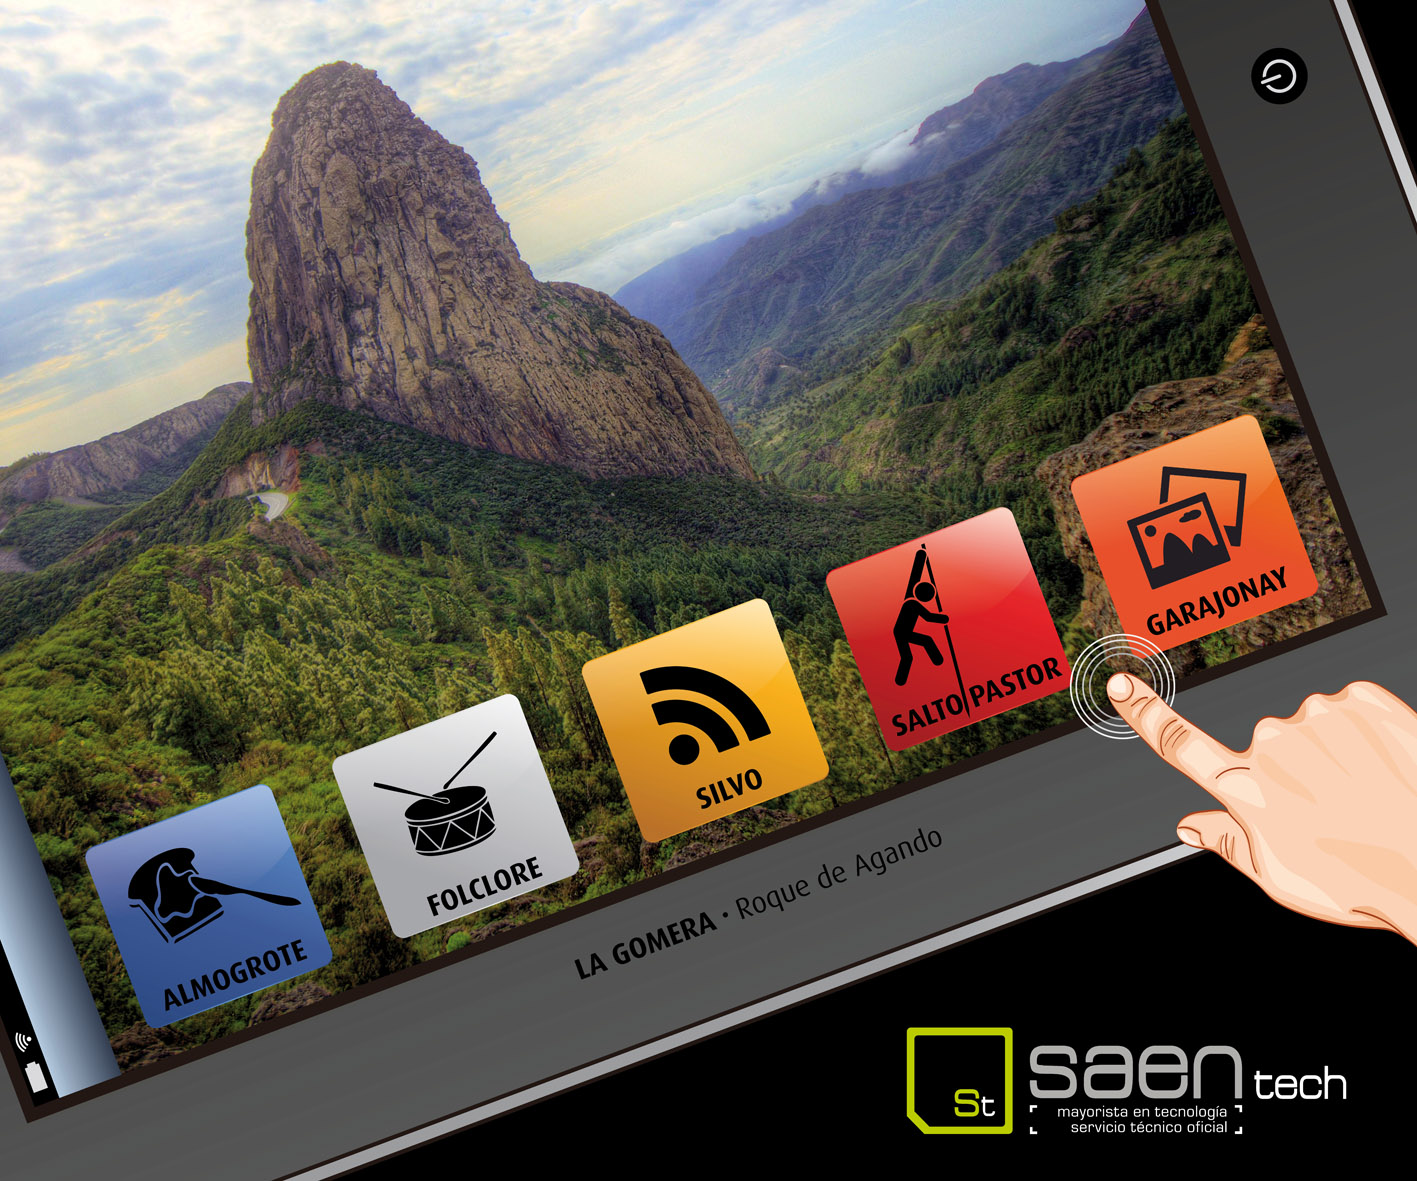 GARAJONAY
SALTO PASTOR
SILVO
FOLCLORE
ALMOGROTE
LA GOMERA • Roque de Agando
St
saen tech
mayorista en tecnología
servicio técnico oficial